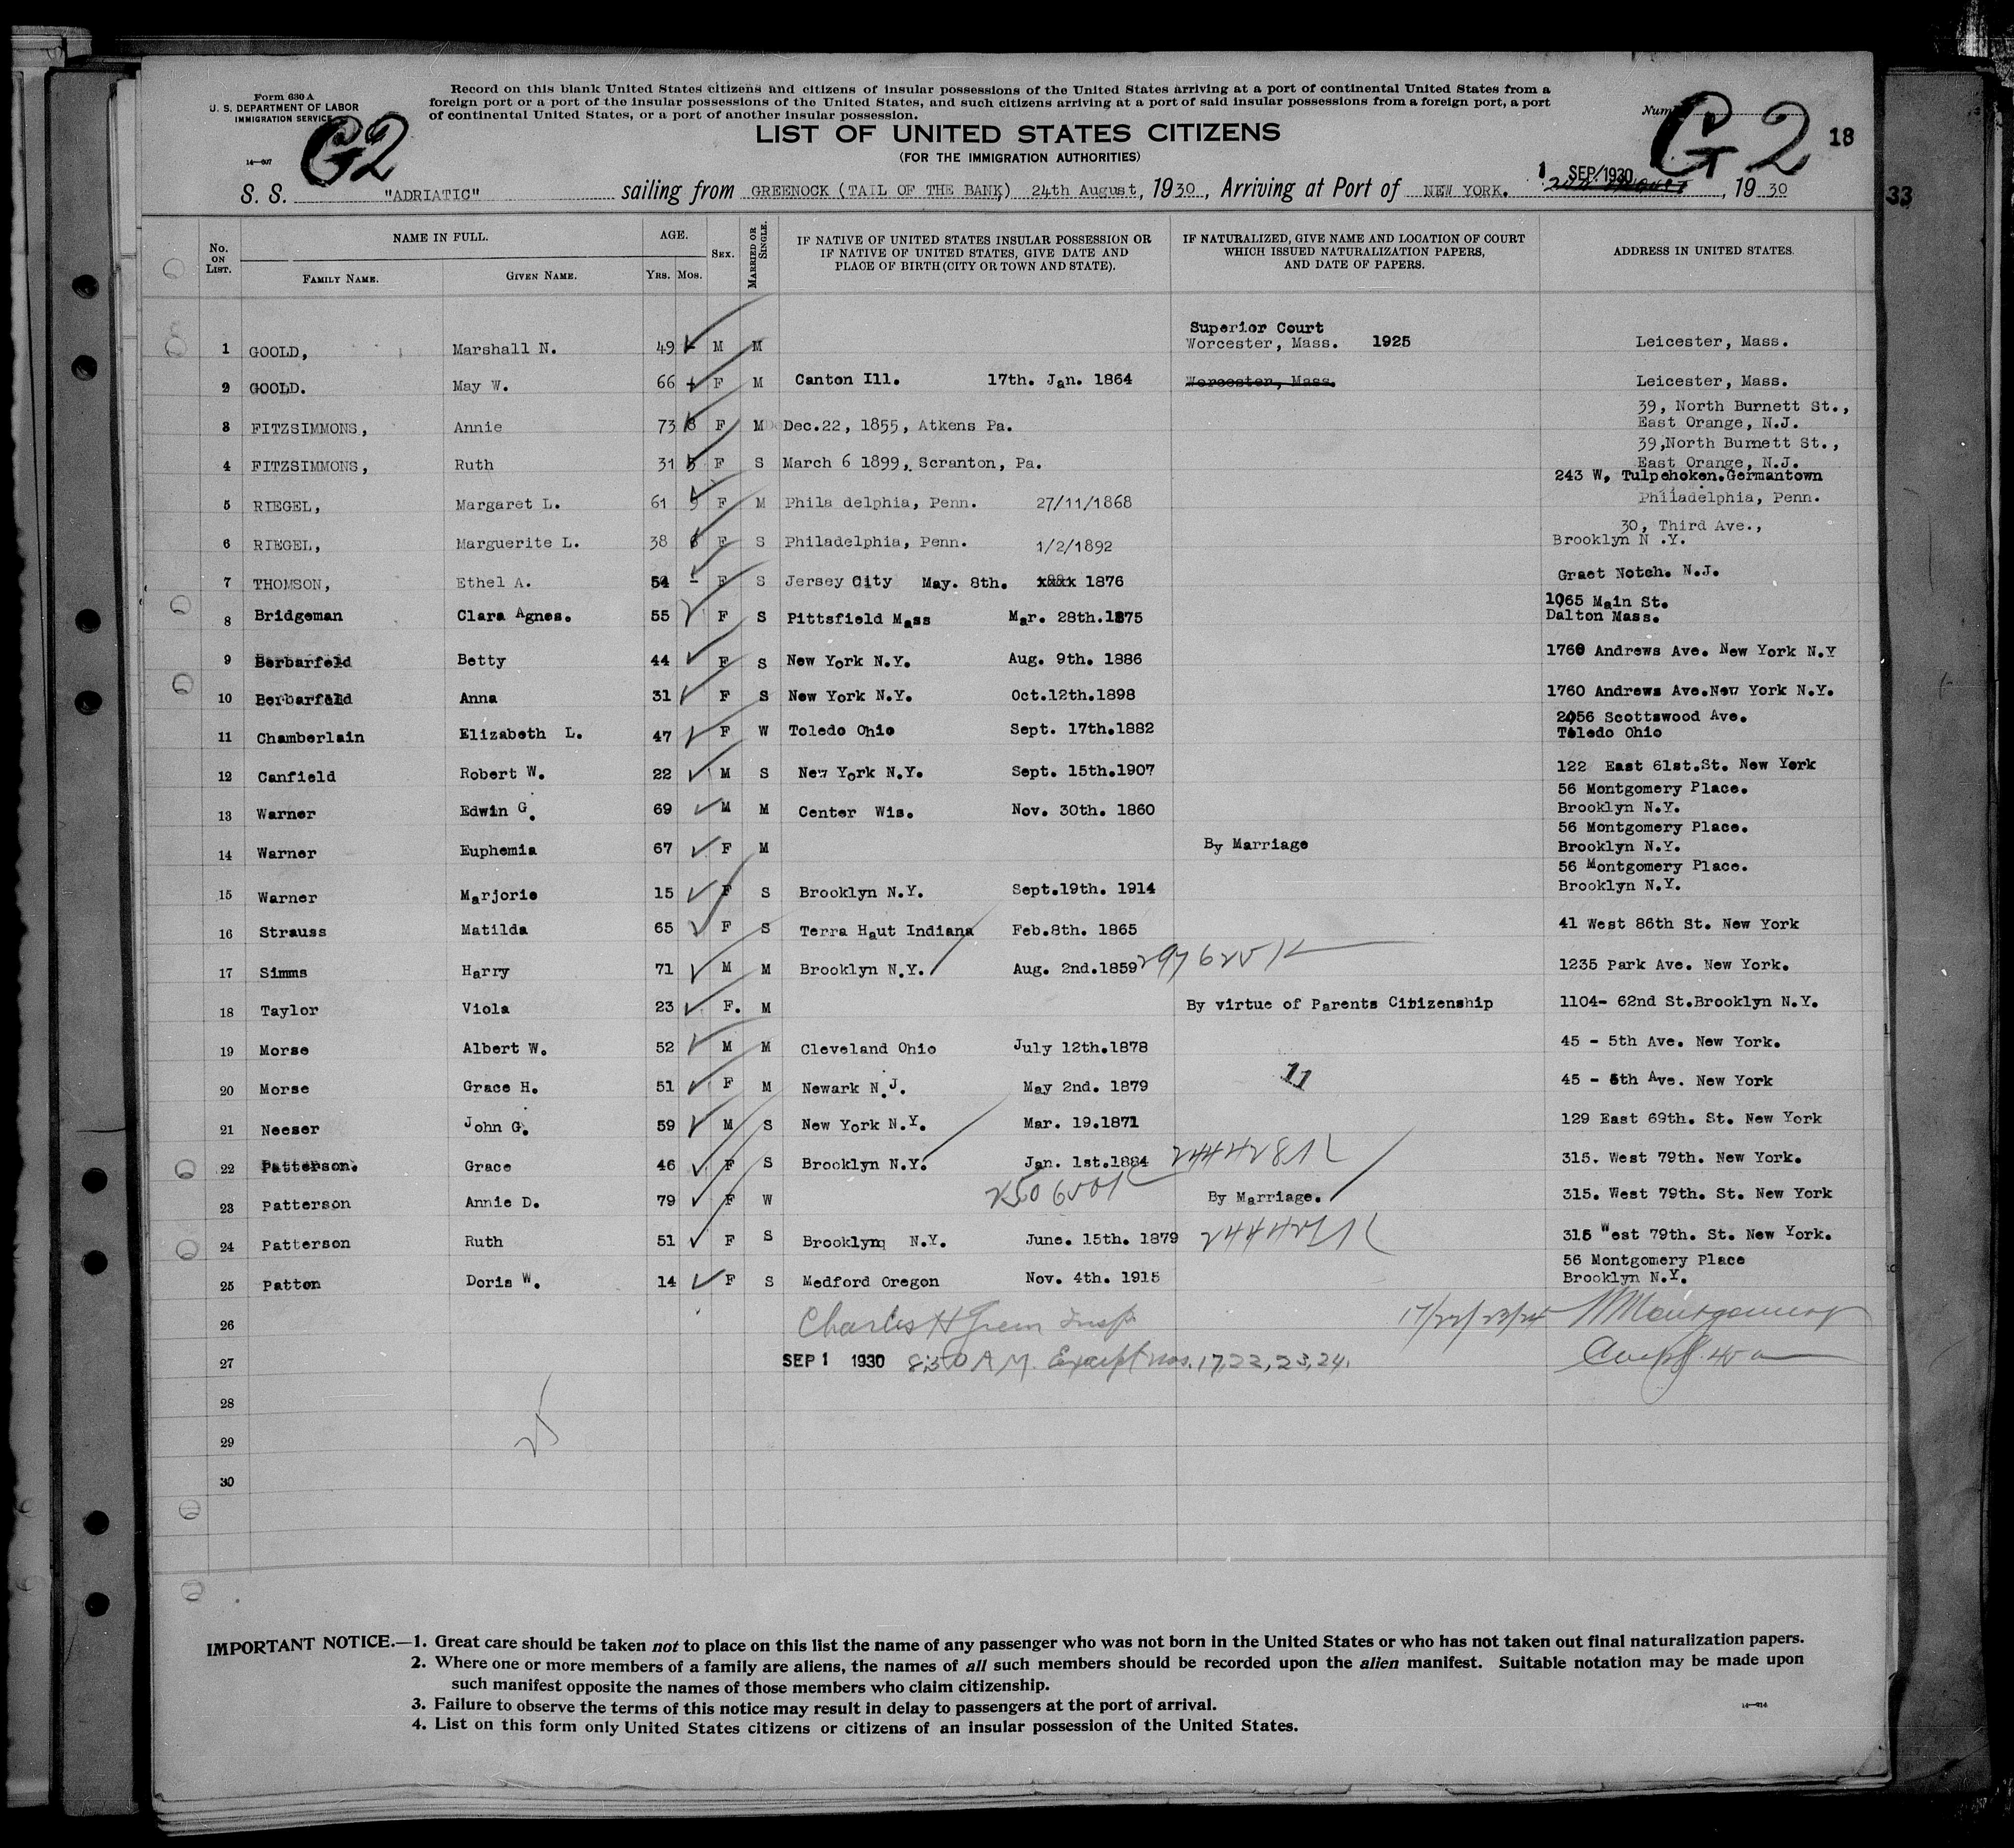 Form 630 A
U. S. DEPARTMENT OF LABOR
IMMIGRATION SERVICE
14—607
G2
Record on this blank United States citizens and citizens of insular possessions of the United States arriving at a port of continental United States from a
foreign port or a port of the insular possessions of the United States, and such citizens arriving at a port of said insular possessions from a foreign port, a port
of continental United States, or a port of another insular possession.
G2
18
LIST OF UNITED STATES CITIZENS
(FOR THE IMMIGRATION AUTHORITIES)
S. S. "ADRIATIC" sailing from GREENOCK (TAIL OF THE BANK) 24th August, 1930, Arriving at Port of NEW YORK. 1 SEP/1930, 1930
33
No. ON LIST. NAME IN FULL. FAMILY NAME. GIVEN NAME. AGE. YRS. MOS. SEX. MARRIED OR SINGLE. IF NATIVE OF UNITED STATES INSULAR POSSESSION OR IF NATIVE OF UNITED STATES, GIVE DATE AND PLACE OF BIRTH (CITY OR TOWN AND STATE). IF NATURALIZED, GIVE NAME AND LOCATION OF COURT WHICH ISSUED NATURALIZATION PAPERS, AND DATE OF PAPERS. ADDRESS IN UNITED STATES.
1 GOOLD, Marshall N. 49 M M Superior Court Worcester, Mass. 1925 Leicester, Mass.
2 GOOLD. May W. 66 F M Canton Ill. 17th. Jan. 1864 Worcester, Mass. Leicester, Mass.
3 FITZSIMMONS, Annie 73 8 F M Dec.22, 1855, Atkens Pa. 39, North Burnett St., East Orange, N.J.
4 FITZSIMMONS, Ruth 31 5 F S March 6 1899, Scranton, Pa. 39,North Burnett St., East Orange, N.J.
5 RIEGEL, Margaret L. 61 9 F M Phila delphia, Penn. 27/11/1868 243 W, Tulpehoken.Germantown Philadelphia, Penn.
6 RIEGEL, Marguerite L. 38 6 F S Philadelphia, Penn. 1/2/1892 30, Third Ave., Brooklyn N .Y.
7 THOMSON, Ethel A. 54 - F S Jersey City May. 8th. xxxx 1876 Graet Notch. N.J.
8 Bridgeman Clara Agnes. 55 F S Pittsfield Mass Mar. 28th.1875 1065 Main St. Dalton Mass.
9 Berbarfeld Betty 44 F S New York N.Y. Aug. 9th. 1886 1760 Andrews Ave. New York N.Y
10 Berbarfeld Anna 31 F S New York N.Y. Oct.12th.1898 1760 Andrews Ave.New York N.Y.
11 Chamberlain Elizabeth L. 47 F W Toledo Ohio Sept. 17th.1882 2056 Scottswood Ave. Toledo Ohio
12 Canfield Robert W. 22 M S New York N.Y. Sept. 15th.1907 122 East 61st.St. New York
13 Warner Edwin G. 69 M M Center Wis. Nov. 30th. 1860 56 Montgomery Place. Brooklyn N.Y.
14 Warner Euphemia 67 F M By Marriage 56 Montgomery Place. Brooklyn N.Y.
15 Warner Marjorie 15 F S Brooklyn N.Y. Sept.19th. 1914 56 Montgomery Place. Brooklyn N.Y.
16 Strauss Matilda 65 F S Terra Haut Indiana Feb.8th. 1865 41 West 86th St. New York
17 Simms Harry 71 M M Brooklyn N.Y. Aug. 2nd.1859 1235 Park Ave. New York.
18 Taylor Viola 23 F. M By virtue of Parents Citizenship 1104- 62nd St.Brooklyn N.Y.
19 Morse Albert W. 52 M M Cleveland Ohio July 12th.1878 45 - 5th Ave. New York.
20 Morse Grace H. 51 F M Newark N.J. May 2nd. 1879 11 45 - 5th Ave. New York
21 Neeser John G. 59 M S New York N.Y. Mar. 19.1871 129 East 69th. St. New York
22 Patterson. Grace 46 F S Brooklyn N.Y. Jan. 1st.1884 315. West 79th. New York.
23 Patterson Annie D. 79 F W By Marriage. 315. West 79th. St. New York
24 Patterson Ruth 51 F S Brooklynq N.Y. June. 15th. 1879 315 West 79th. St. New York.
25 Patton Doris W. 14 F S Medford Oregon Nov. 4th. 1915 56 Montgomery Place Brooklyn N.Y.
26 Charles H Green Insp. 17/22/23/24 Montgomery
27 SEP 1 1930 8:30 A.M. Except nos. 17,22,23,24.
28
29 25
30
IMPORTANT NOTICE.—1. Great care should be taken not to place on this list the name of any passenger who was not born in the United States or who has not taken out final naturalization papers.
2. Where one or more members of a family are aliens, the names of all such members should be recorded upon the alien manifest. Suitable notation may be made upon
such manifest opposite the names of those members who claim citizenship.
3. Failure to observe the terms of this notice may result in delay to passengers at the port of arrival.
4. List on this form only United States citizens or citizens of an insular possession of the United States.